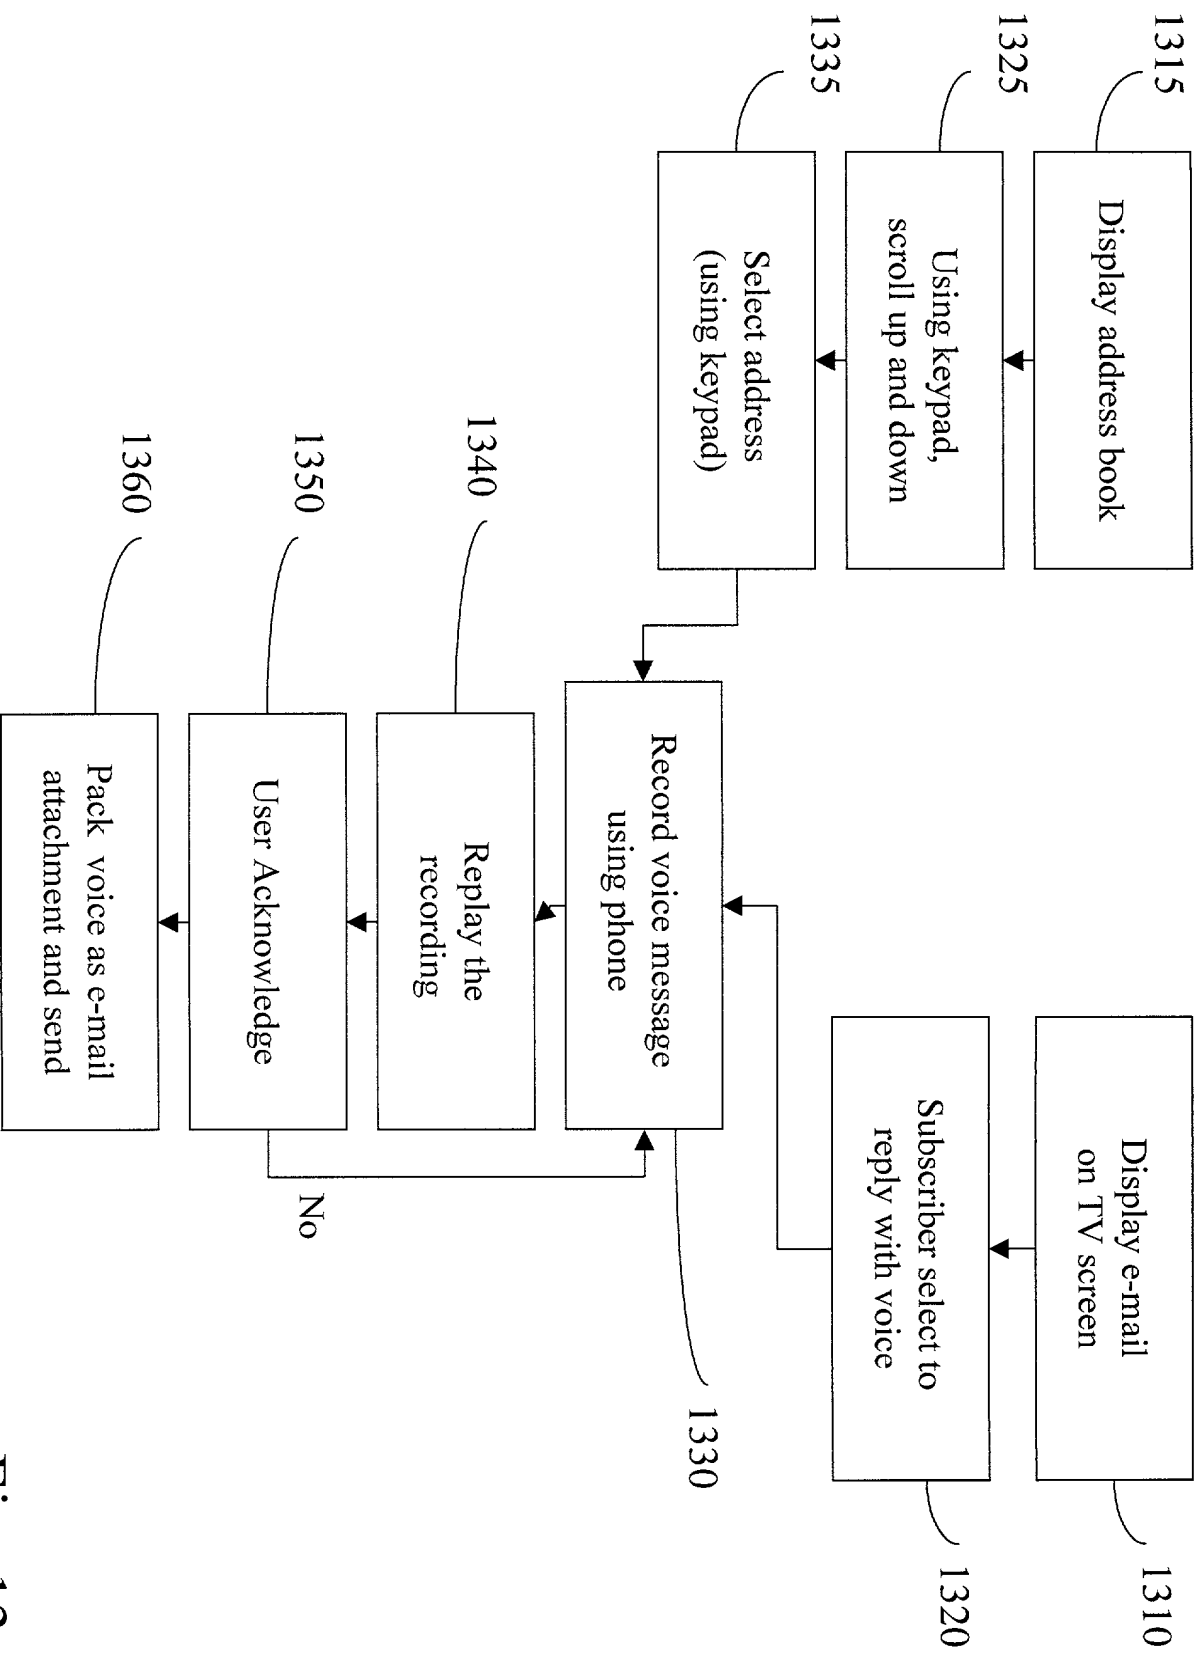 1315
Display address book
1325
Using keypad,
scroll up and down
1335
Select address
(using keypad)
Display e-mail
on TV screen
1310
Subscriber select to
reply with voice
1320
Record voice message
using phone
1330
1340
Replay the
recording
1350
User Acknowledge
No
1360
Pack voice as e-mail
attachment and send